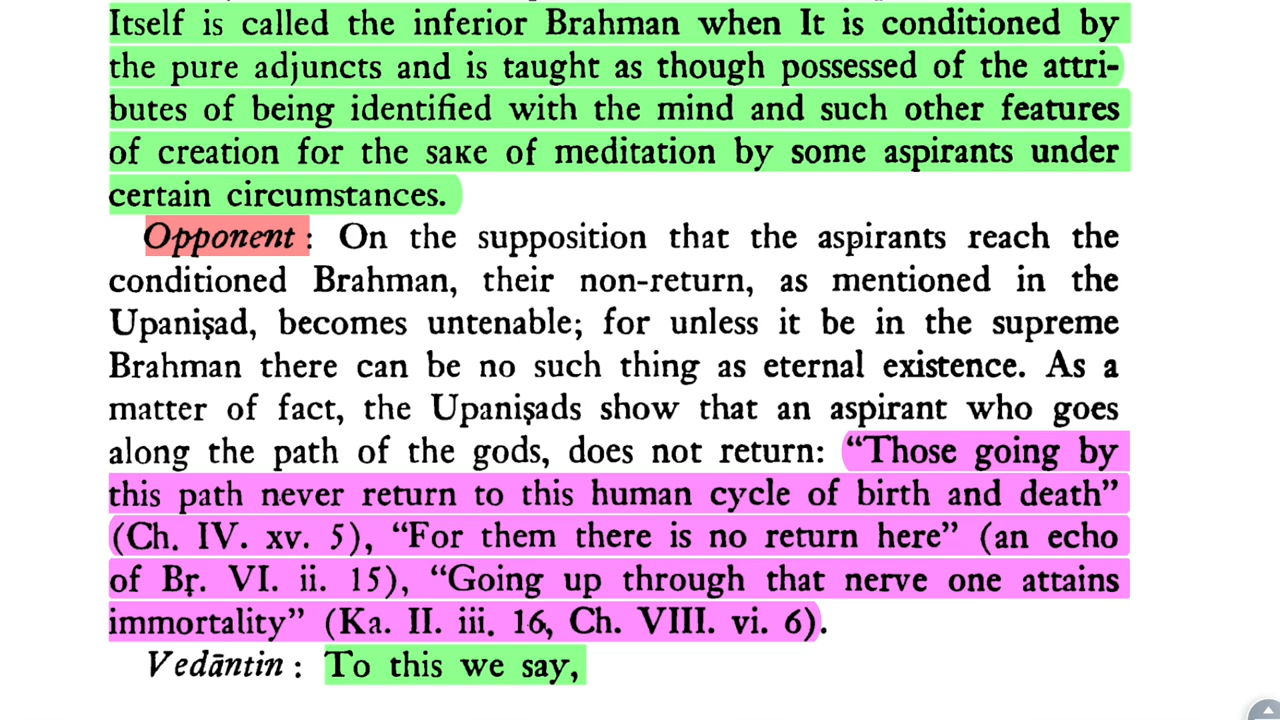 Itself is called the inferior Brahman when It is conditioned by
the pure adjuncts and is taught as though possessed of the attri-
butes of being identified with the mind and such other features
of creation for the saκe of meditation by some aspirants under
certain circumstances.
Opponent : On the supposition that the aspirants reach the
conditioned Brahman, their non-return, as mentioned in the
Upaniṣad, becomes untenable; for unless it be in the supreme
Brahman there can be no such thing as eternal existence. As a
matter of fact, the Upaniṣads show that an aspirant who goes
along the path of the gods, does not return: “Those going by
this path never return to this human cycle of birth and death”
(Ch. IV. xv. 5), “For them there is no return here” (an echo
of Bṛ. VI. ii. 15), “Going up through that nerve one attains
immortality” (Ka. II. iii. 16, Ch. VIII. vi. 6).
Vedāntin : To this we say,